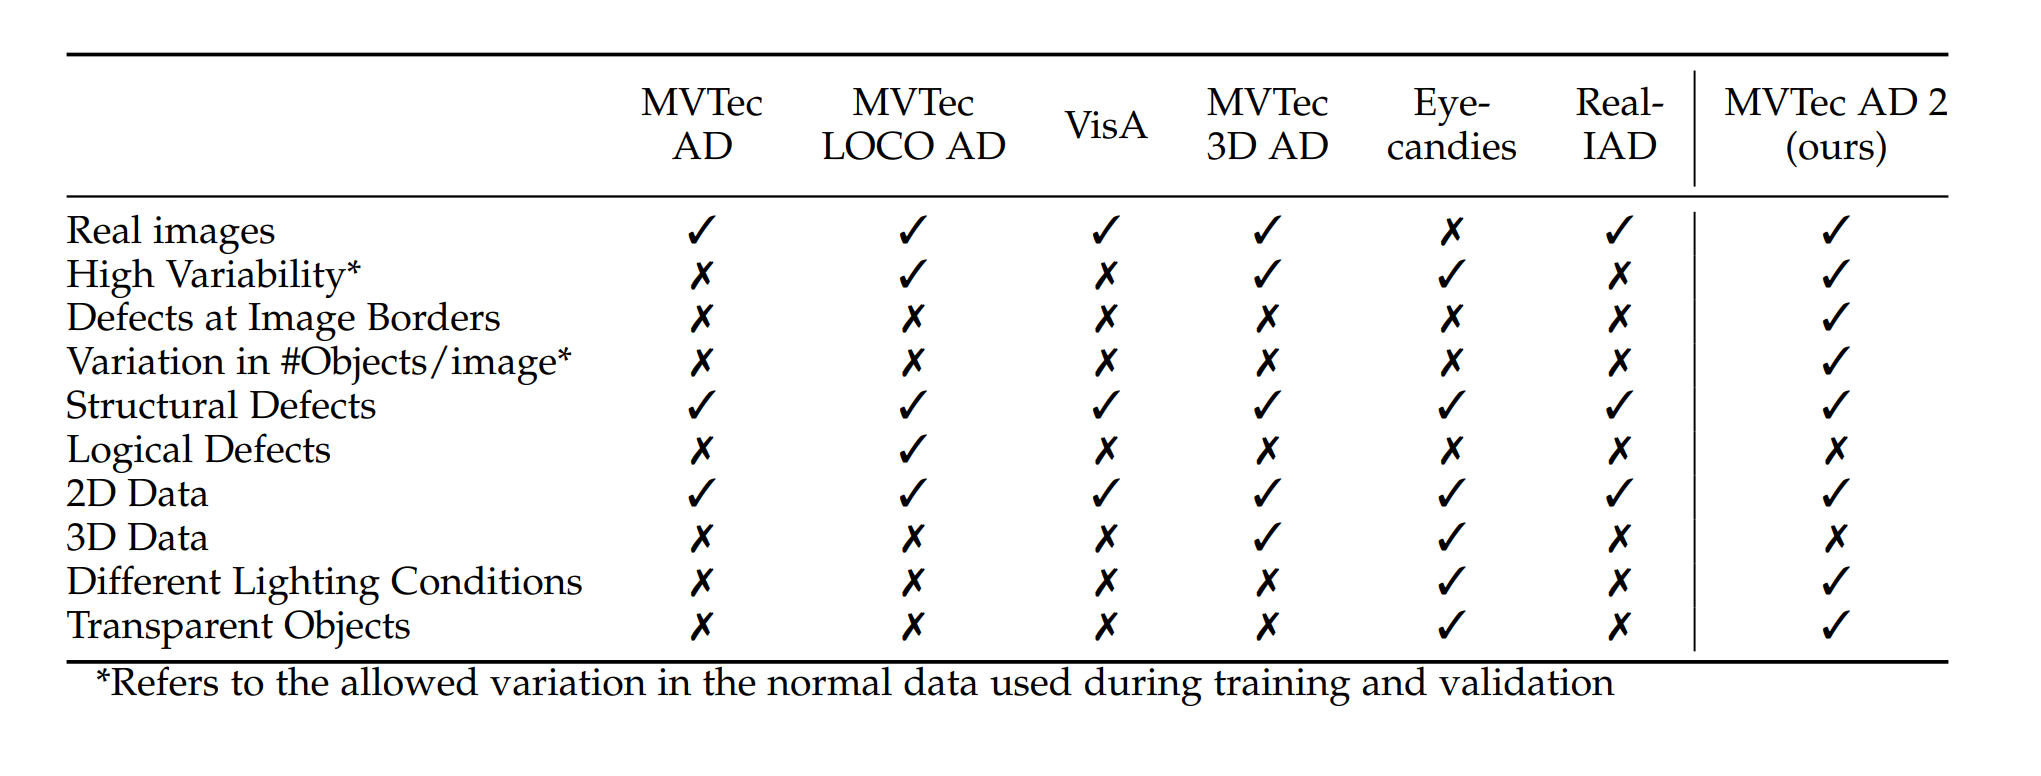 MVTec AD MVTec LOCO AD VisA MVTec 3D AD Eye-candies Real-IAD MVTec AD 2 (ours)
Real images ✓ ✓ ✓ ✓ ✗ ✓ ✓
High Variability* ✗ ✓ ✗ ✓ ✓ ✗ ✓
Defects at Image Borders ✗ ✗ ✗ ✗ ✗ ✗ ✓
Variation in #Objects/image* ✗ ✗ ✗ ✗ ✗ ✗ ✓
Structural Defects ✓ ✓ ✓ ✓ ✓ ✓ ✓
Logical Defects ✗ ✓ ✗ ✗ ✗ ✗ ✗
2D Data ✓ ✓ ✓ ✓ ✓ ✓ ✓
3D Data ✗ ✗ ✗ ✓ ✓ ✗ ✗
Different Lighting Conditions ✗ ✗ ✗ ✗ ✓ ✗ ✓
Transparent Objects ✗ ✗ ✗ ✗ ✓ ✗ ✓
*Refers to the allowed variation in the normal data used during training and validation